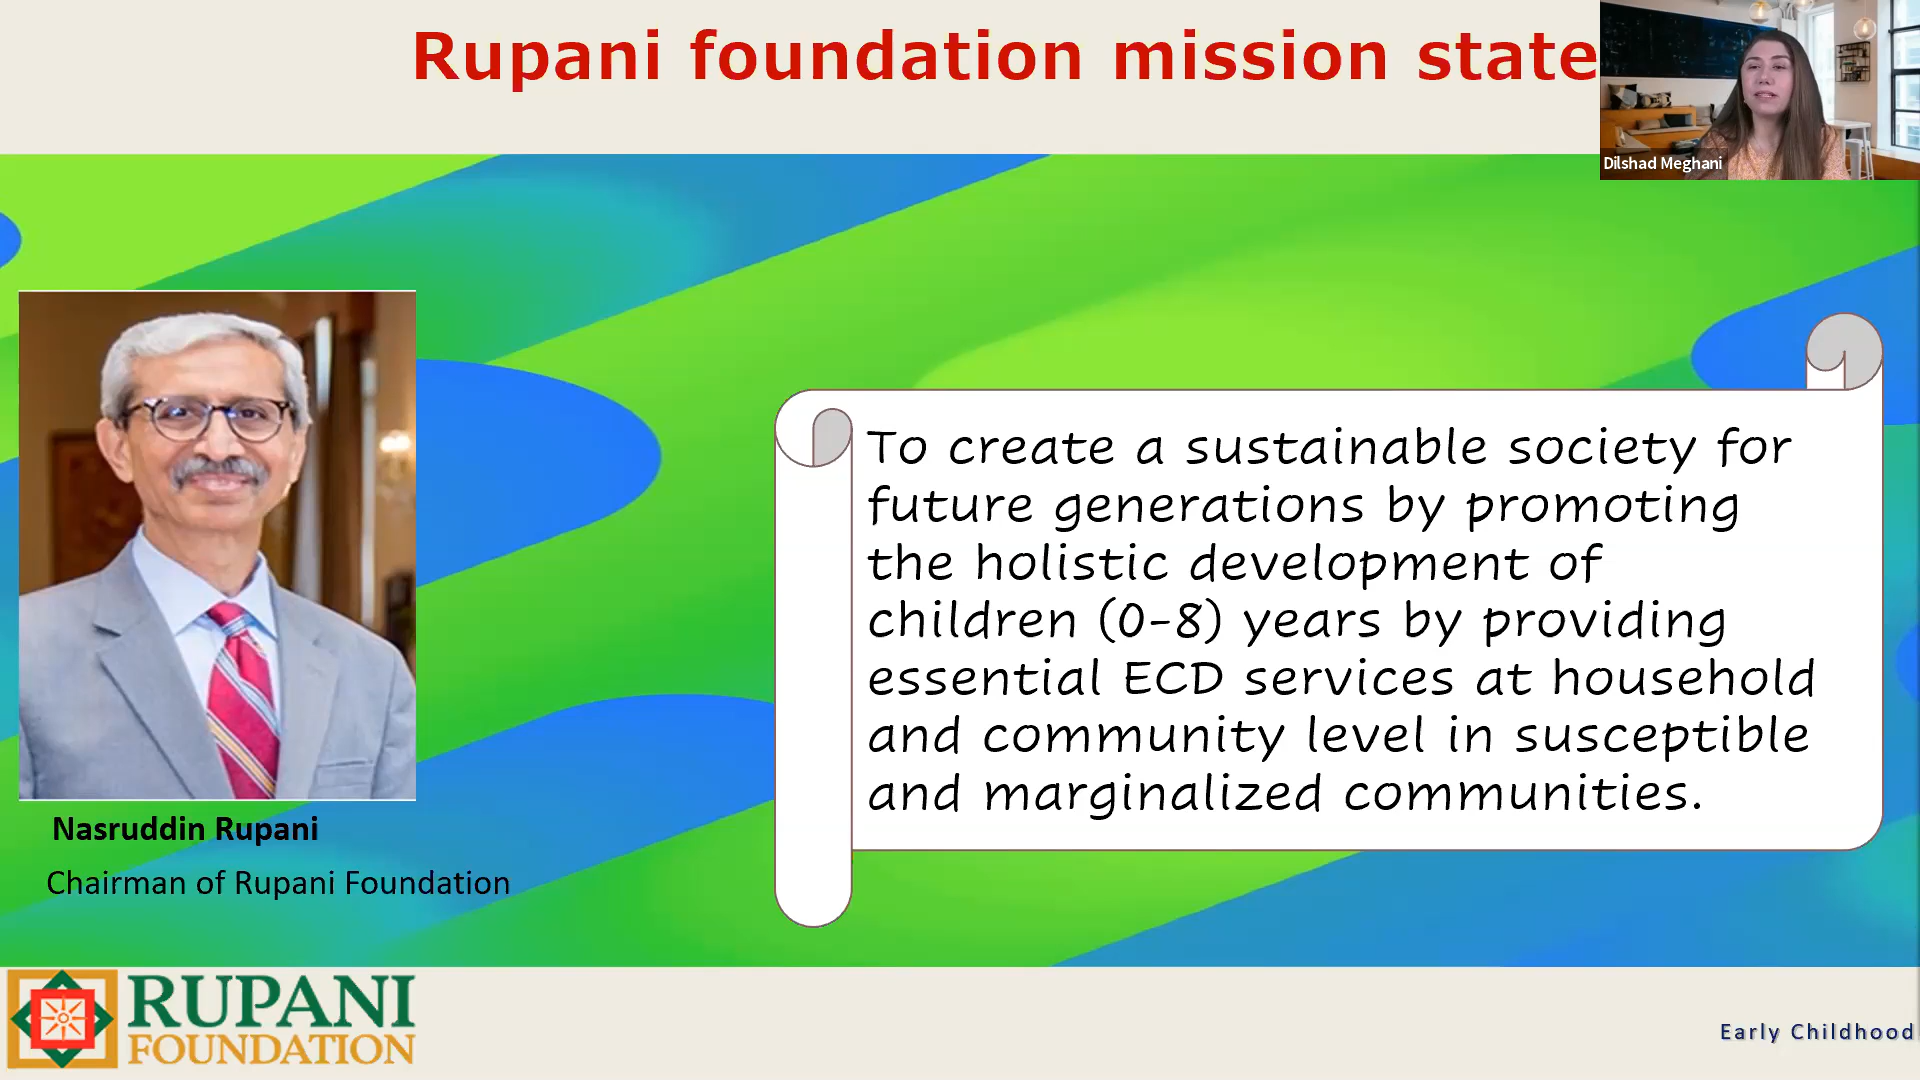 Rupani foundation mission state
Dilshad Meghani
To create a sustainable society for
future generations by promoting
the holistic development of
children (0-8) years by providing
essential ECD services at household
and community level in susceptible
and marginalized communities.
Nasruddin Rupani
Chairman of Rupani Foundation
RUPANI
FOUNDATION
Early Childhood